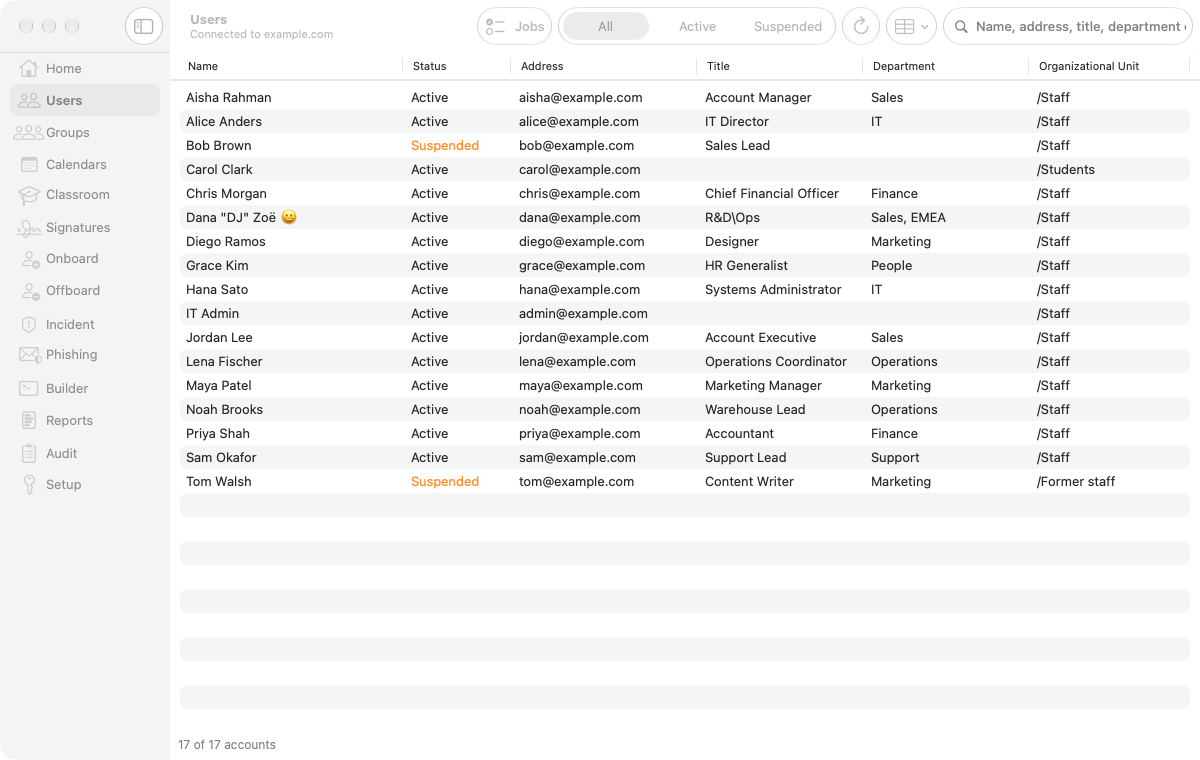 Users
Connected to example.com
Jobs
All Active Suspended
Name, address, title, department
Home
Users
Groups
Calendars
Classroom
Signatures
Onboard
Offboard
Incident
Phishing
Builder
Reports
Audit
Setup
Name Status Address Title Department Organizational Unit
Aisha Rahman Active aisha@example.com Account Manager Sales /Staff
Alice Anders Active alice@example.com IT Director IT /Staff
Bob Brown Suspended bob@example.com Sales Lead /Staff
Carol Clark Active carol@example.com /Students
Chris Morgan Active chris@example.com Chief Financial Officer Finance /Staff
Dana "DJ" Zoë 😀 Active dana@example.com R&D\Ops Sales, EMEA /Staff
Diego Ramos Active diego@example.com Designer Marketing /Staff
Grace Kim Active grace@example.com HR Generalist People /Staff
Hana Sato Active hana@example.com Systems Administrator IT /Staff
IT Admin Active admin@example.com /Staff
Jordan Lee Active jordan@example.com Account Executive Sales /Staff
Lena Fischer Active lena@example.com Operations Coordinator Operations /Staff
Maya Patel Active maya@example.com Marketing Manager Marketing /Staff
Noah Brooks Active noah@example.com Warehouse Lead Operations /Staff
Priya Shah Active priya@example.com Accountant Finance /Staff
Sam Okafor Active sam@example.com Support Lead Support /Staff
Tom Walsh Suspended tom@example.com Content Writer Marketing /Former staff
17 of 17 accounts